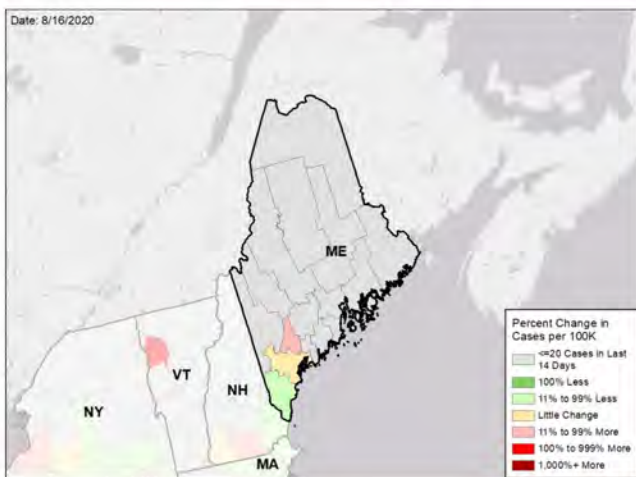 Date: 8/16/2020
ME
VT
NH
NY
MA
Percent Change in
Cases per 100K
<=20 Cases in Last
14 Days
100% Less
11% to 99% Less
Little Change
11% to 99% More
100% to 999% More
1,000%+ More